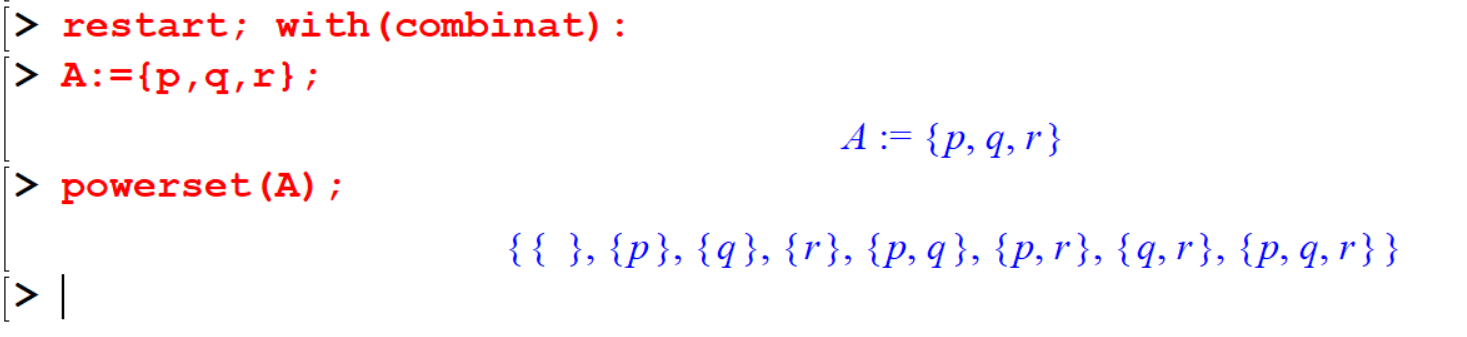 > restart; with(combinat):
> A:={p,q,r};
A := {p, q, r}
> powerset(A);
{{ }, {p}, {q}, {r}, {p, q}, {p, r}, {q, r}, {p, q, r}}
>